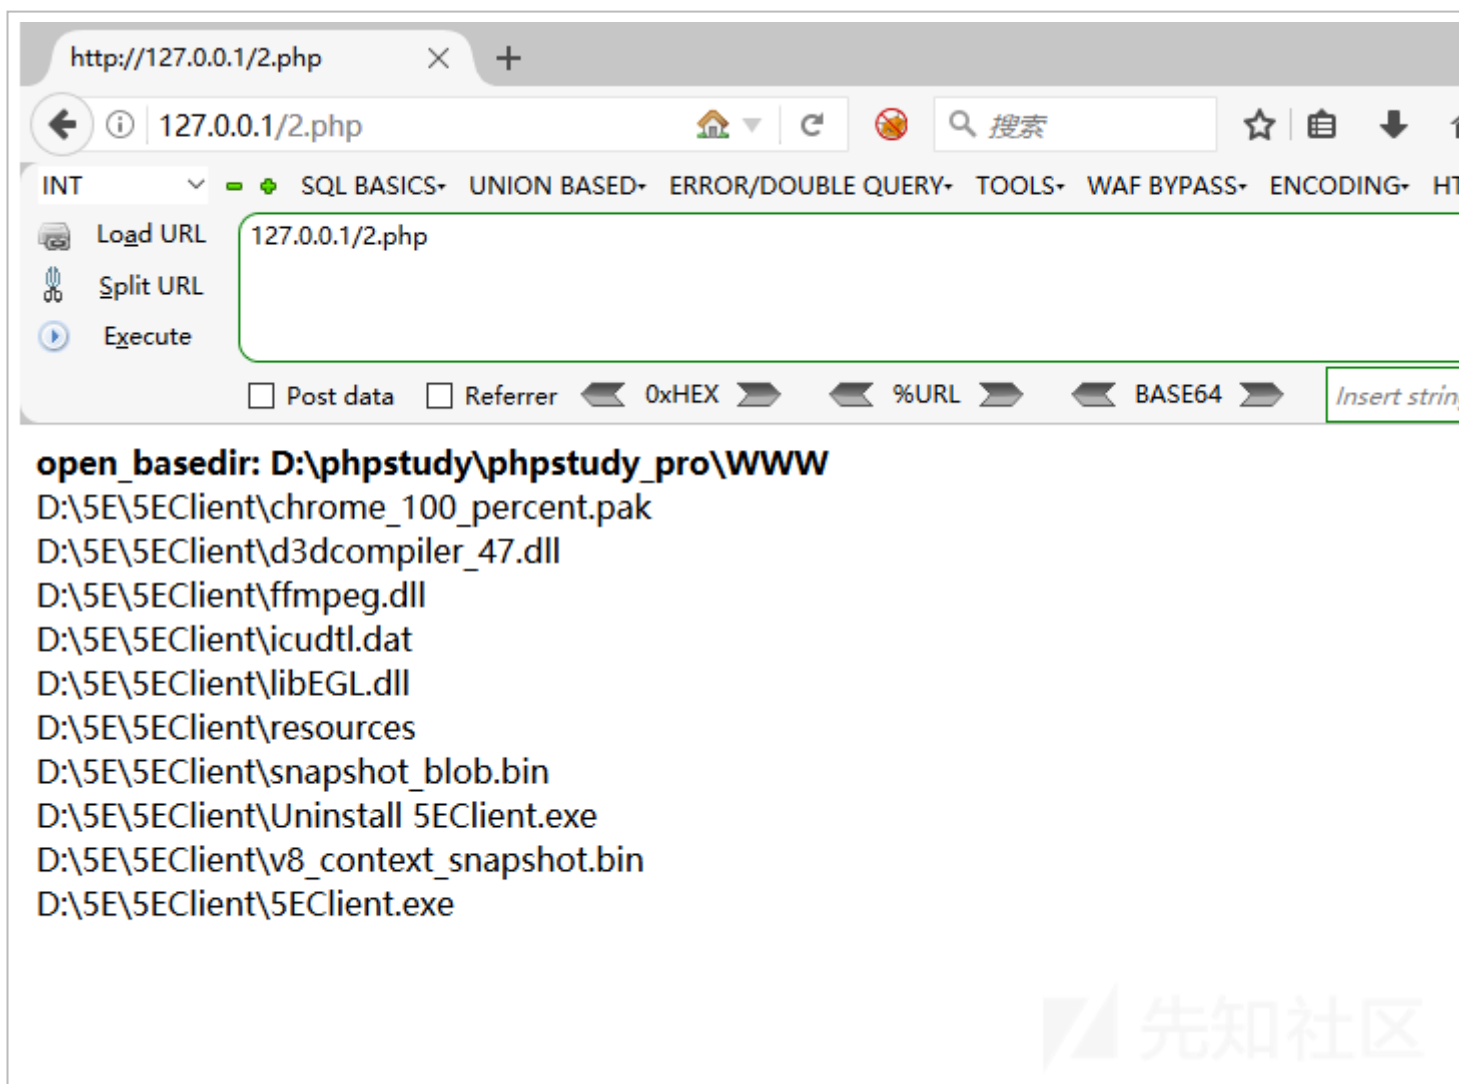 http://127.0.0.1/2.php
127.0.0.1/2.php
搜索
INT SQL BASICS UNION BASED ERROR/DOUBLE QUERY TOOLS WAF BYPASS ENCODING
Load URL
127.0.0.1/2.php
Split URL
Execute
Post data Referrer 0xHEX %URL BASE64 Insert string
open_basedir: D:\phpstudy\phpstudy_pro\WWW
D:\5E\5EClient\chrome_100_percent.pak
D:\5E\5EClient\d3dcompiler_47.dll
D:\5E\5EClient\ffmpeg.dll
D:\5E\5EClient\icudtl.dat
D:\5E\5EClient\libEGL.dll
D:\5E\5EClient\resources
D:\5E\5EClient\snapshot_blob.bin
D:\5E\5EClient\Uninstall 5EClient.exe
D:\5E\5EClient\v8_context_snapshot.bin
D:\5E\5EClient\5EClient.exe
先知社区